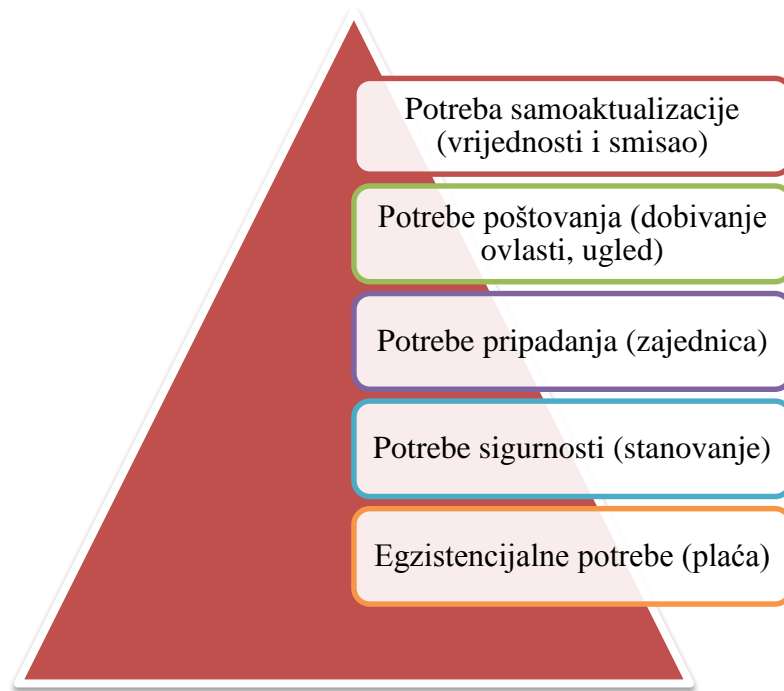 Potreba samoaktualizacije
(vrijednosti i smisao)
Potrebe poštovanja (dobivanje
ovlasti, ugled)
Potrebe pripadanja (zajednica)
Potrebe sigurnosti (stanovanje)
Egzistencijalne potrebe (plaća)